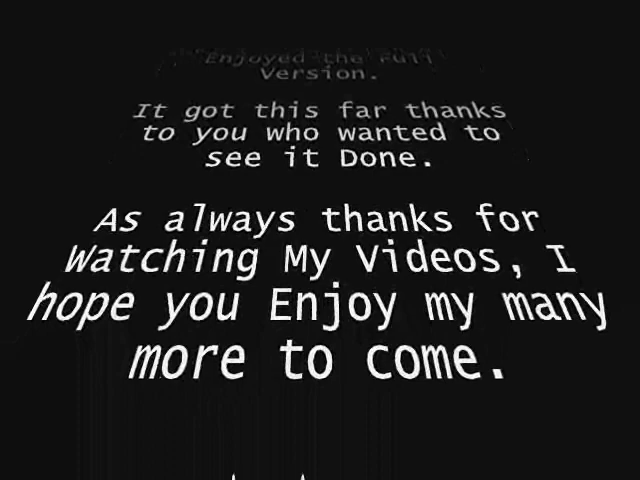 Enjoyed the Full
Version.
It got this far thanks
to you who wanted to
see it Done.
As always thanks for
Watching My Videos, I
hope you Enjoy my many
more to come.